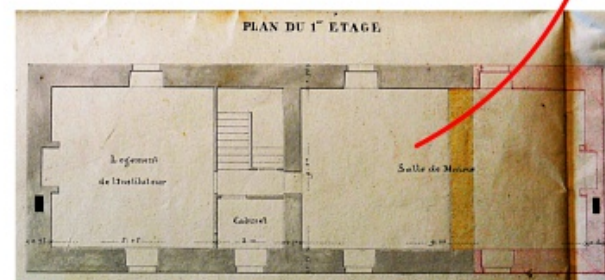 PLAN DU 1er ETAGE
Logement
de l'Instituteur
Salle de Mairie
Cabinet